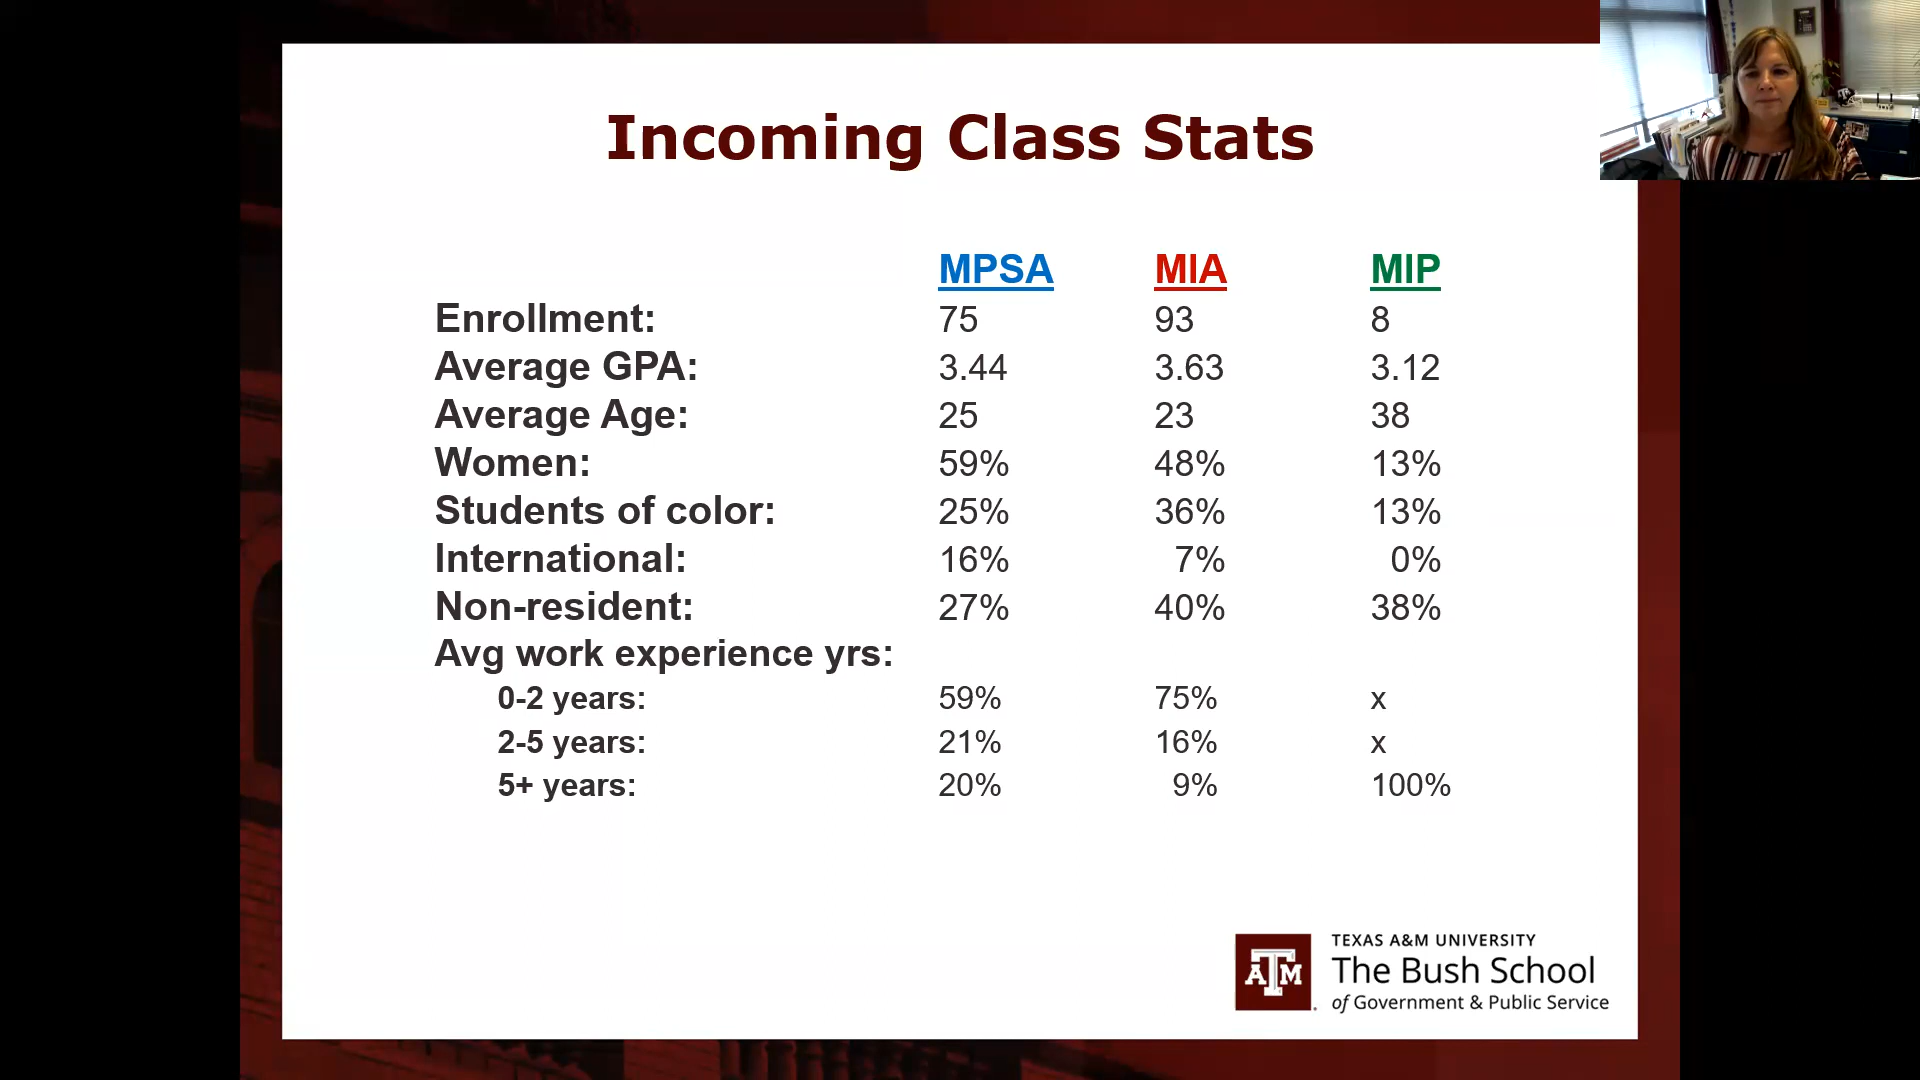 Incoming Class Stats
MPSA MIA MIP
Enrollment: 75 93 8
Average GPA: 3.44 3.63 3.12
Average Age: 25 23 38
Women: 59% 48% 13%
Students of color: 25% 36% 13%
International: 16% 7% 0%
Non-resident: 27% 40% 38%
Avg work experience yrs:
0-2 years: 59% 75% x
2-5 years: 21% 16% x
5+ years: 20% 9% 100%
ATM
TEXAS A&M UNIVERSITY
The Bush School
of Government & Public Service